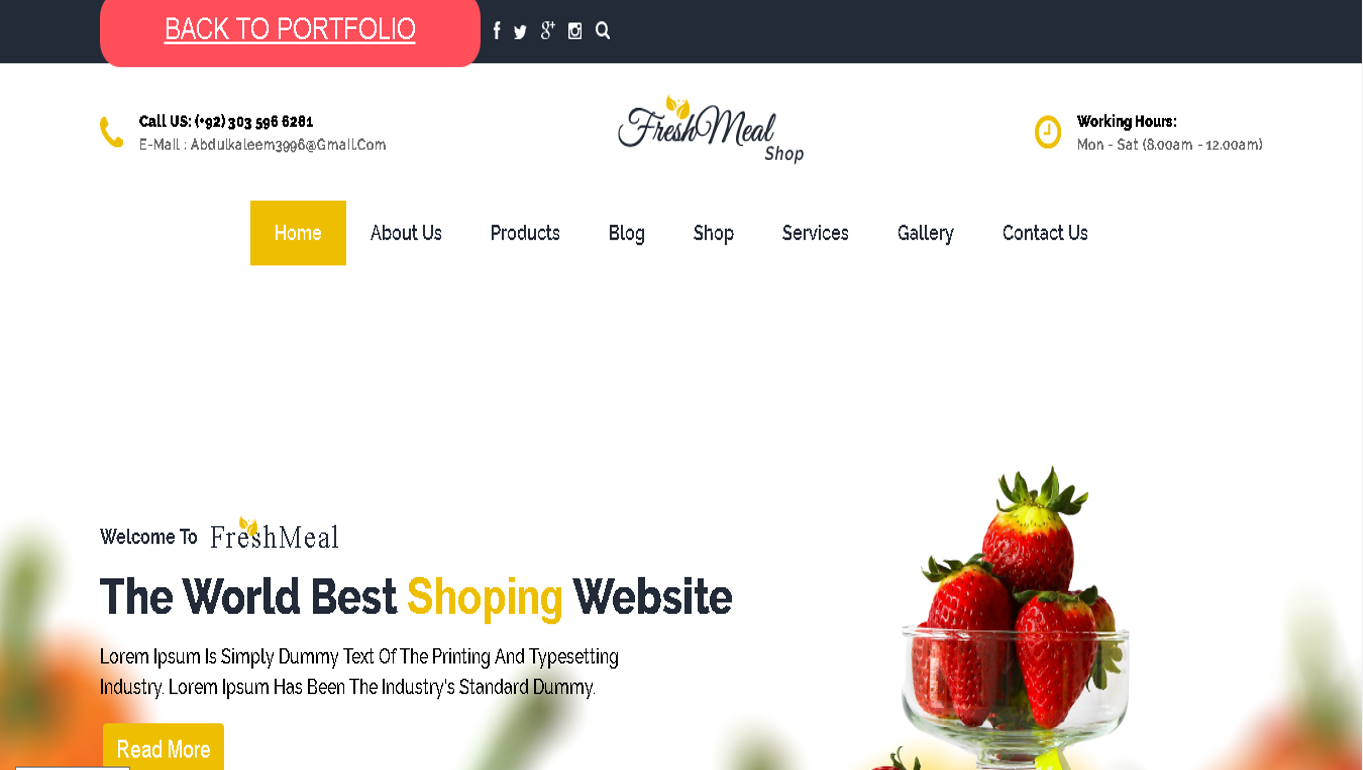 BACK TO PORTFOLIO
Call US: (+92) 303 596 6281
E-Mail : Abdulkaleem3996@Gmail.Com
FreshMeal
Shop
Working Hours:
Mon - Sat (8.00am - 12.00am)
Home About Us Products Blog Shop Services Gallery Contact Us
Welcome To FreshMeal
The World Best Shoping Website
Lorem Ipsum Is Simply Dummy Text Of The Printing And Typesetting
Industry. Lorem Ipsum Has Been The Industry's Standard Dummy.
Read More